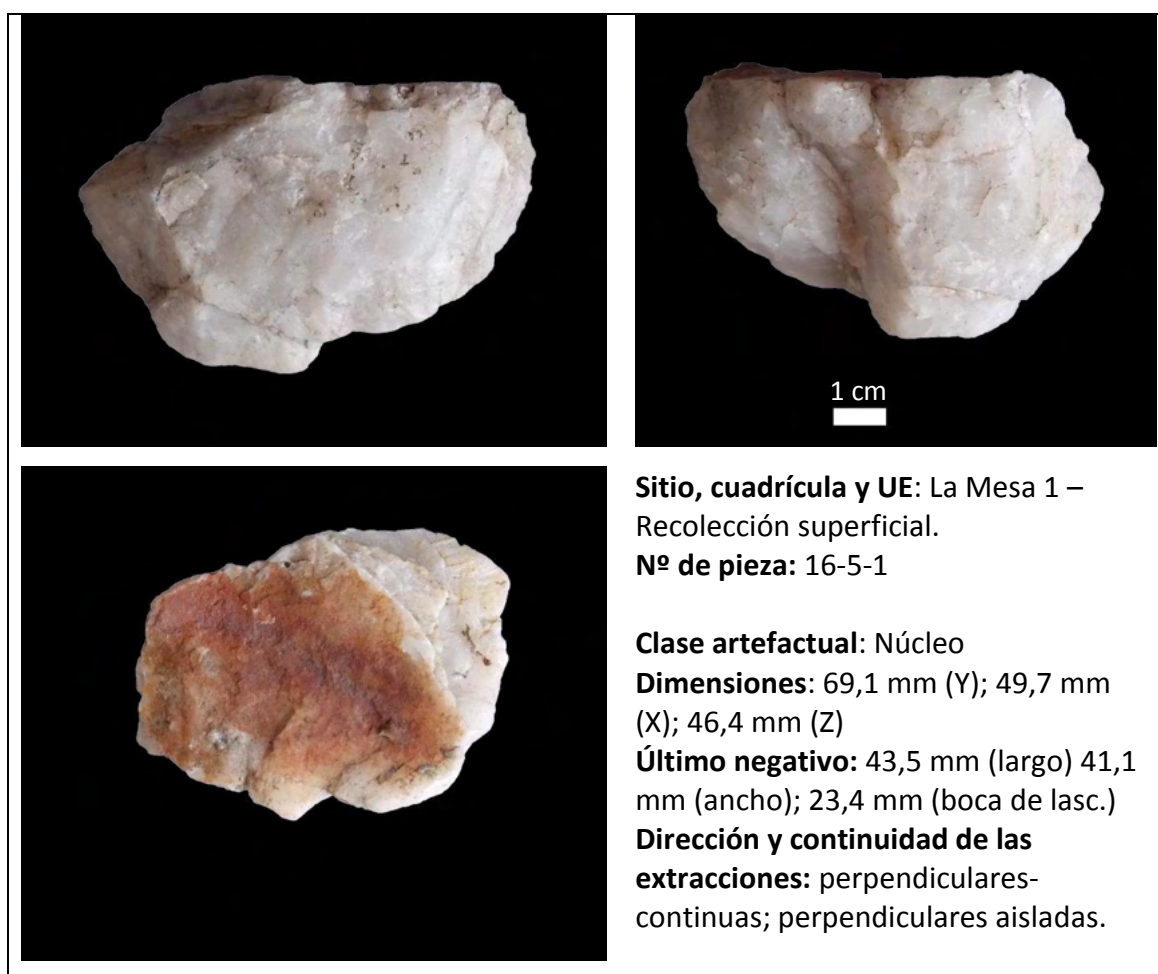 1 cm
Sitio, cuadrícula y UE: La Mesa 1 –
Recolección superficial.
Nº de pieza: 16-5-1
Clase artefactual: Núcleo
Dimensiones: 69,1 mm (Y); 49,7 mm
(X); 46,4 mm (Z)
Último negativo: 43,5 mm (largo) 41,1
mm (ancho); 23,4 mm (boca de lasc.)
Dirección y continuidad de las
extracciones: perpendiculares-
continuas; perpendiculares aisladas.